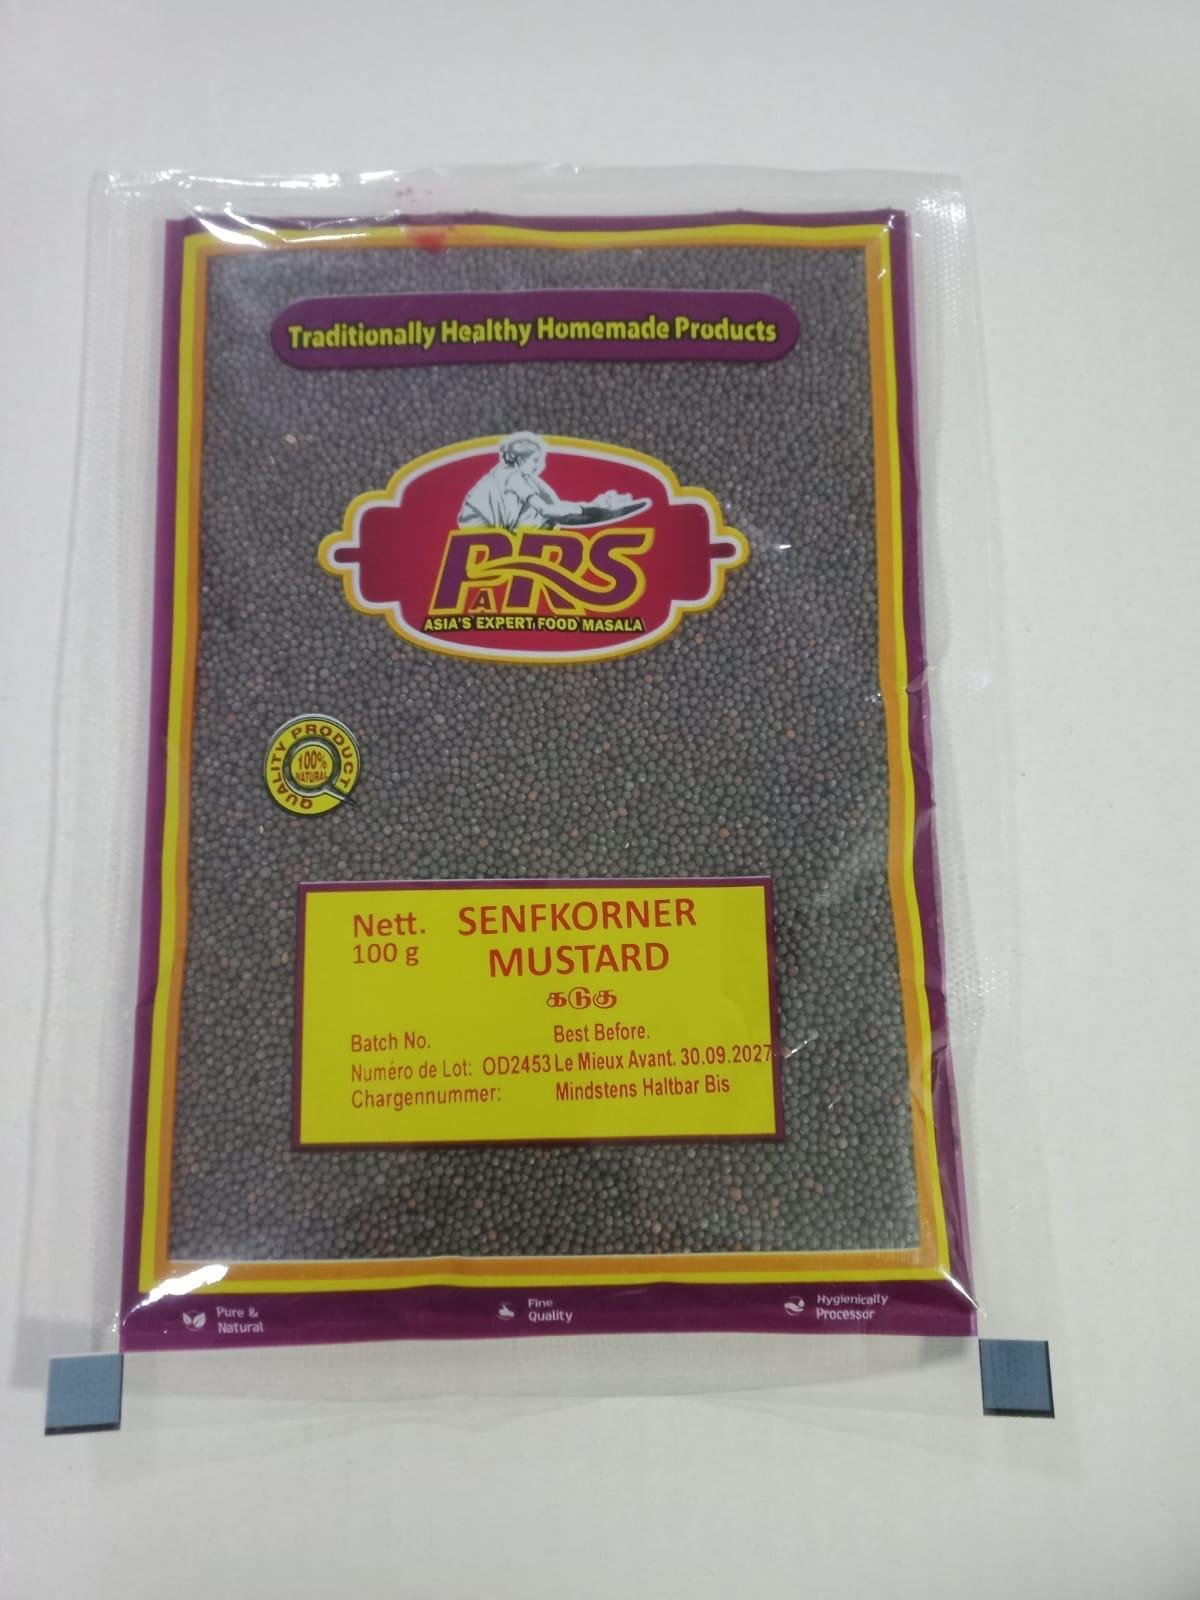 Traditionally Healthy Homemade Products
PARS
ASIA'S EXPERT FOOD MASALA
QUALITY PRODUCT
100%
NATURAL
Nett.
100 g
SENFKORNER
MUSTARD
கடுகு
Batch No.
Numéro de Lot: OD2453
Chargennummer:
Best Before.
Le Mieux Avant. 30.09.2027
Mindstens Haltbar Bis
Pure &
Natural
Fine
Quality
Hygienically
Processor